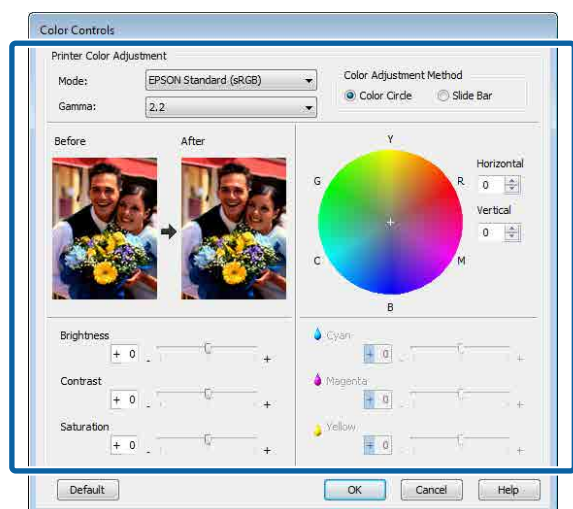 Color Controls
Printer Color Adjustment
Mode: EPSON Standard (sRGB)
Gamma: 2.2
Color Adjustment Method
Color Circle Slide Bar
Before After
Y
G R
C M
B
Horizontal
0
Vertical
0
Brightness
+ 0 - +
Contrast
+ 0 - +
Saturation
+ 0 - +
Cyan
+ 0 - +
Magenta
+ 0 - +
Yellow
+ 0 - +
Default OK Cancel Help